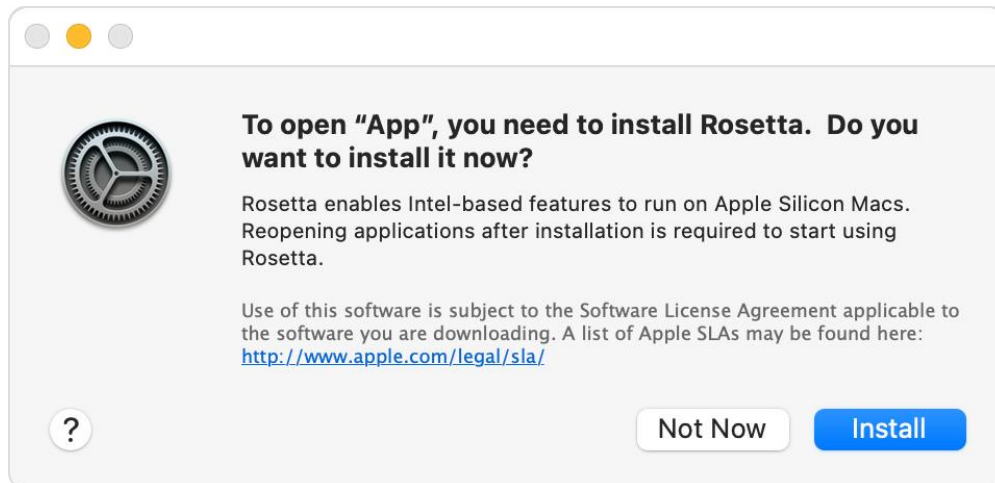 To open “App”, you need to install Rosetta.  Do you
want to install it now?
Rosetta enables Intel-based features to run on Apple Silicon Macs.
Reopening applications after installation is required to start using
Rosetta.
Use of this software is subject to the Software License Agreement applicable to
the software you are downloading. A list of Apple SLAs may be found here:
http://www.apple.com/legal/sla/
?
Not Now
Install